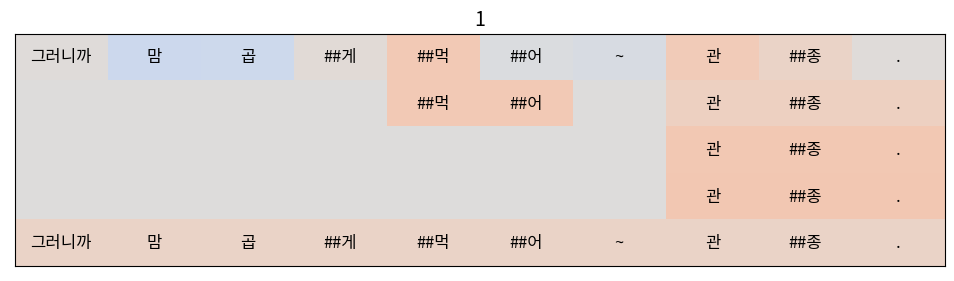 1
그러니까 맘 곱 ##게 ##먹 ##어 ~ 관 ##종 .
##먹 ##어 관 ##종 .
관 ##종 .
관 ##종 .
그러니까 맘 곱 ##게 ##먹 ##어 ~ 관 ##종 .